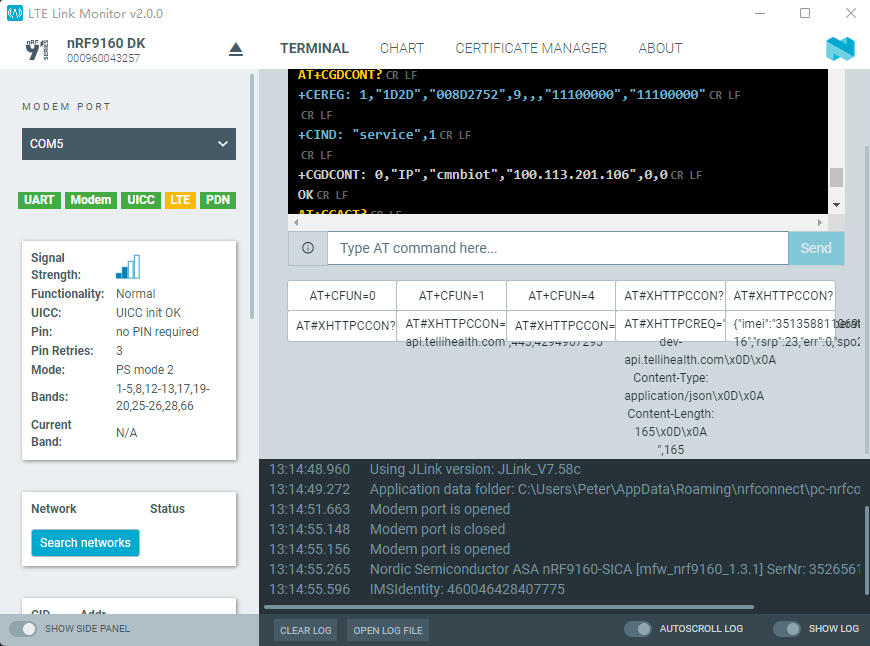 LTE Link Monitor v2.0.0
nRF9160 DK
000960043257
TERMINAL
CHART
CERTIFICATE MANAGER
ABOUT
MODEM PORT
COM5
UART
Modem
UICC
LTE
PDN
Signal Strength:
Functionality: Normal
UICC: UICC init OK
Pin: no PIN required
Pin Retries: 3
Mode: PS mode 2
Bands: 1-5,8,12-13,17,19-
20,25-26,28,66
Current Band: N/A
Network Status
Search networks
CID Addr
SHOW SIDE PANEL
AT+CGDCONT? CR LF
+CEREG: 1,"1D2D","008D2752",9,,,"11100000","11100000" CR LF
CR LF
+CIND: "service",1 CR LF
CR LF
+CGDCONT: 0,"IP","cmnbiot","100.113.201.106",0,0 CR LF
OK CR LF
AT+CGACT? CR LF
Type AT command here...
Send
AT+CFUN=0
AT+CFUN=1
AT+CFUN=4
AT#XHTTPCCON?
AT#XHTTPCCON?
AT#XHTTPCCON?
AT#XHTTPCCON=
api.tellihealth.com",443,4294967295
AT#XHTTPCCON=
AT#XHTTPCREQ="
dev-
api.tellihealth.com\x0D\x0A
Content-Type:
application/json\x0D\x0A
Content-Length:
165\x0D\x0A
",165
16","rsrp":23,"err":0,"spo2
13:14:48.960 Using JLink version: JLink_V7.58c
13:14:49.272 Application data folder: C:\Users\Peter\AppData\Roaming\nrfconnect\pc-nrfco
13:14:51.663 Modem port is opened
13:14:55.148 Modem port is closed
13:14:55.156 Modem port is opened
13:14:55.265 Nordic Semiconductor ASA nRF9160-SICA [mfw_nrf9160_1.3.1] SerNr: 3526561
13:14:55.596 IMSIdentity: 460046428407775
CLEAR LOG
OPEN LOG FILE
AUTOSCROLL LOG
SHOW LOG